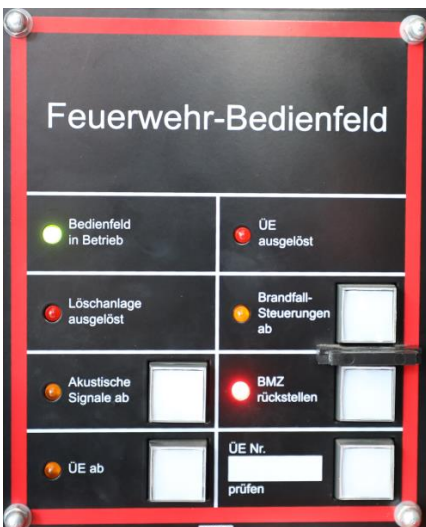 Feuerwehr-Bedienfeld
Bedienfeld
in Betrieb
ÜE
ausgelöst
Löschanlage
ausgelöst
Brandfall-
Steuerungen
ab
Akustische
Signale ab
BMZ
rückstellen
ÜE ab
ÜE Nr.
prüfen